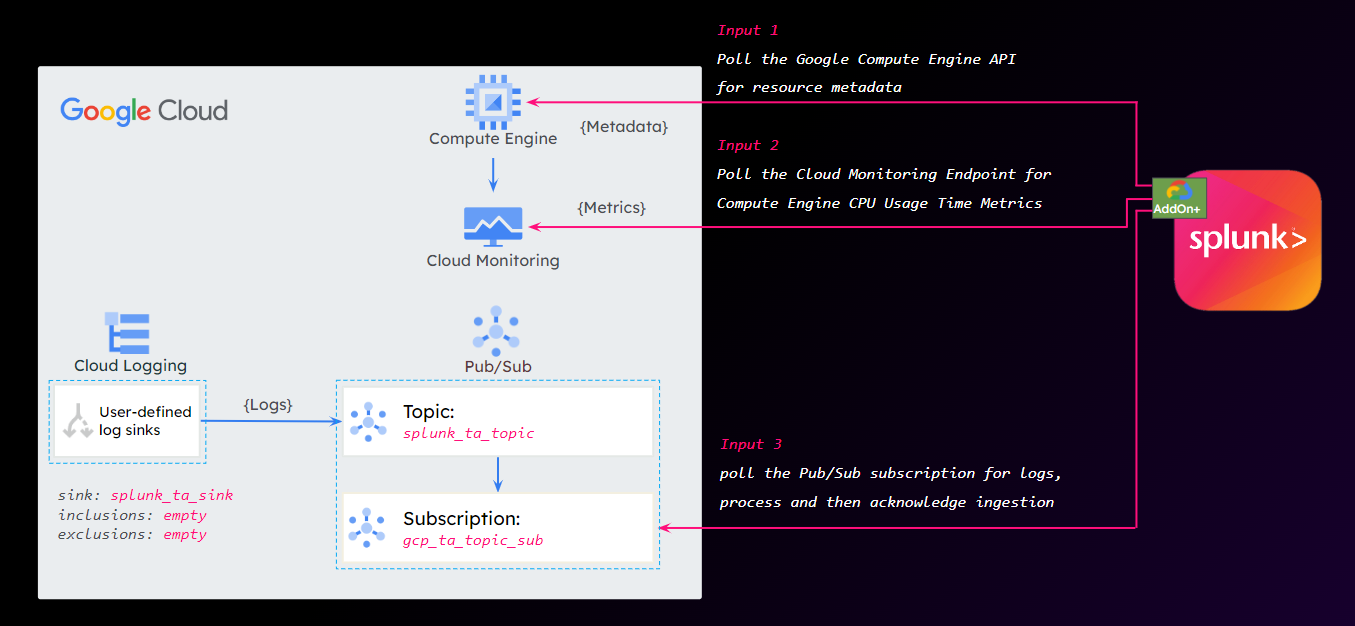 Google Cloud
Compute Engine
{Metadata}
{Metrics}
Cloud Monitoring
Cloud Logging
User-defined
log sinks
{Logs}
sink: splunk_ta_sink
inclusions: empty
exclusions: empty
Pub/Sub
Topic:
splunk_ta_topic
Subscription:
gcp_ta_topic_sub
Input 1
Poll the Google Compute Engine API
for resource metadata
Input 2
Poll the Cloud Monitoring Endpoint for
Compute Engine CPU Usage Time Metrics
Input 3
poll the Pub/Sub subscription for logs,
process and then acknowledge ingestion
AddOn+
splunk>